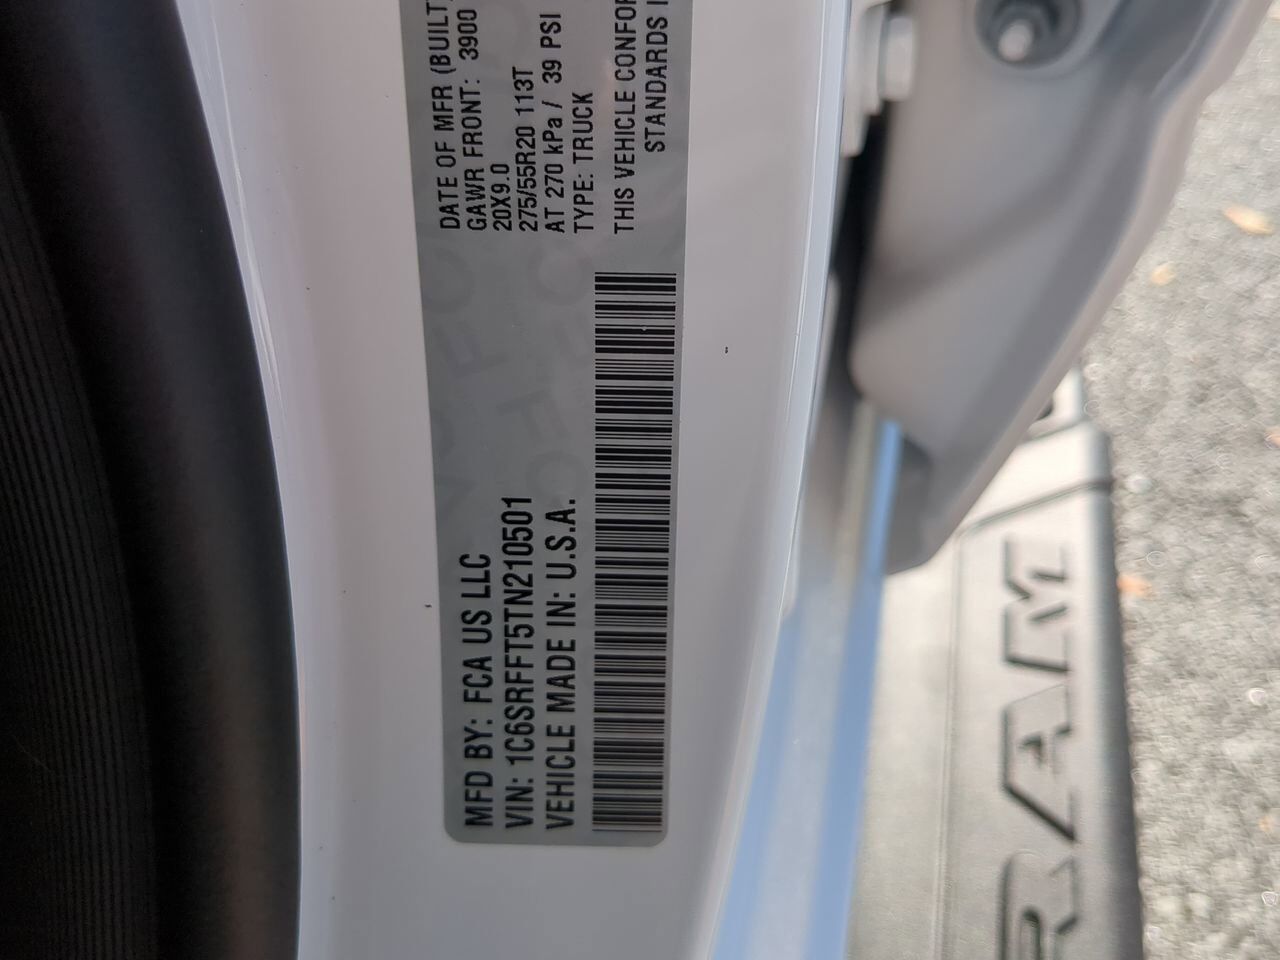 MFD BY: FCA US LLC
VIN: 1C6SRFFT5TN210501
VEHICLE MADE IN: U.S.A.
DATE OF MFR (BUILT
GAWR FRONT: 3900
20X9.0
275/55R20 113T
AT 270 kPa / 39 PSI
TYPE: TRUCK
THIS VEHICLE CONFOR
STANDARDS I
RAM